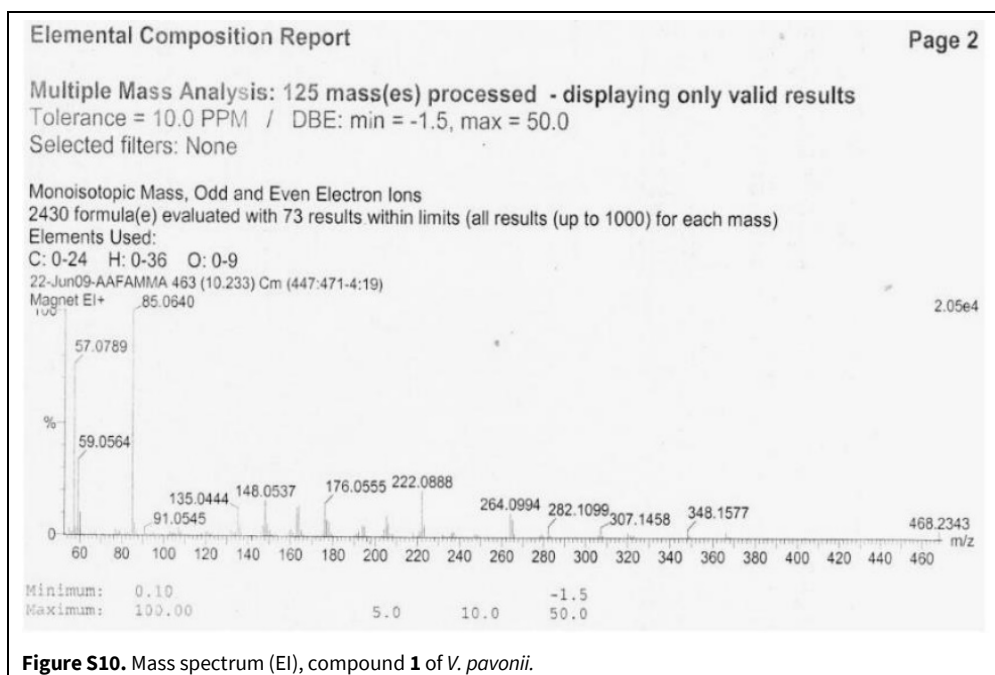 Elemental Composition Report Page 2
Multiple Mass Analysis: 125 mass(es) processed - displaying only valid results
Tolerance = 10.0 PPM / DBE: min = -1.5, max = 50.0
Selected filters: None
Monoisotopic Mass, Odd and Even Electron Ions
2430 formula(e) evaluated with 73 results within limits (all results (up to 1000) for each mass)
Elements Used:
C: 0-24 H: 0-36 O: 0-9
22-Jun09-AAFAMMA 463 (10.233) Cm (447:471-4:19)
Magnet EI+
85.0640 2.05e4
100
57.0789
%
59.0564
135.0444 148.0537 176.0555 222.0888
91.0545 264.0994 282.1099 307.1458 348.1577 468.2343
0
m/z
60 80 100 120 140 160 180 200 220 240 260 280 300 320 340 360 380 400 420 440 460
Minimum: 0.10 -1.5
Maximum: 100.00 5.0 10.0 50.0
Figure S10. Mass spectrum (EI), compound 1 of V. pavonii.